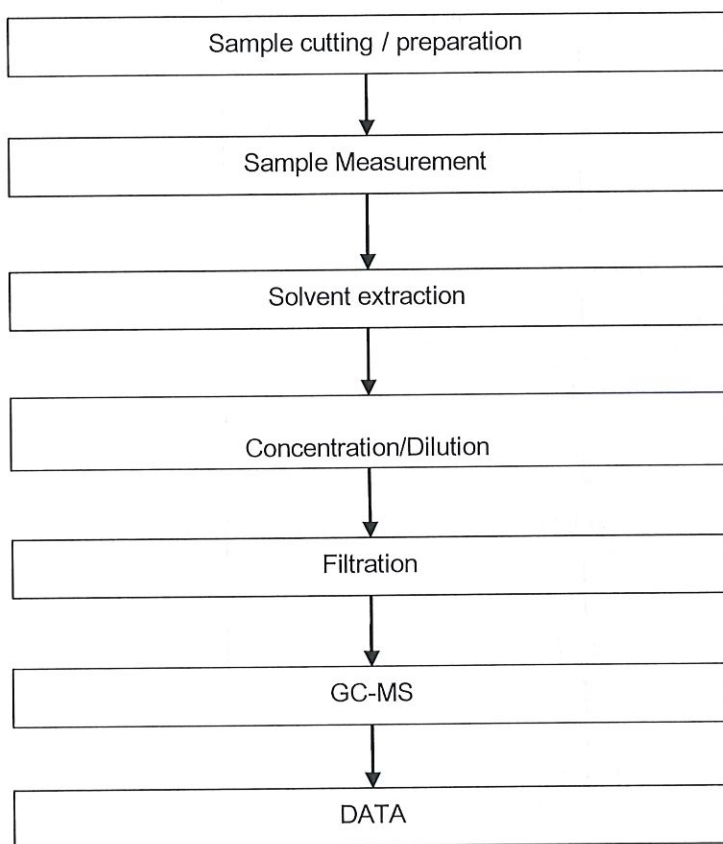 Sample cutting / preparation
Sample Measurement
Solvent extraction
Concentration/Dilution
Filtration
GC-MS
DATA